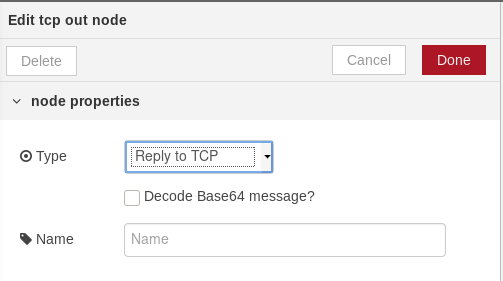 Edit tcp out node
Delete
Cancel
Done
node properties
Type
Reply to TCP
Decode Base64 message?
Name
Name